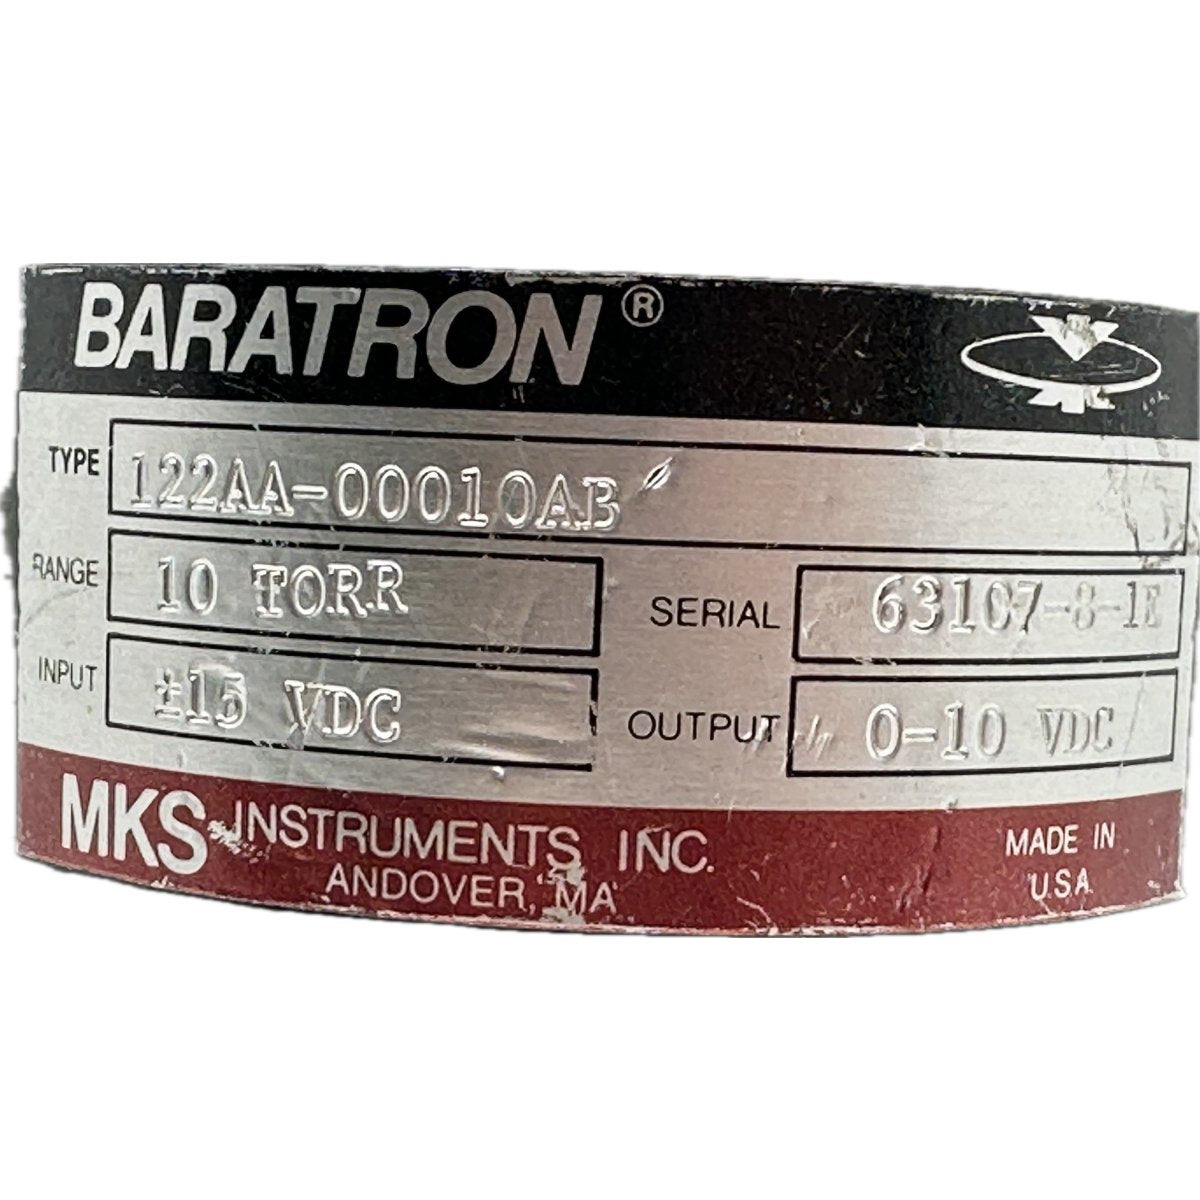 BARATRON ®
TYPE 122AA-00010AB
RANGE 10 TORR SERIAL 63107-8-1E
INPUT ±15 VDC OUTPUT 0-10 VDC
MKS INSTRUMENTS, INC.
ANDOVER, MA
MADE IN
U.S.A.